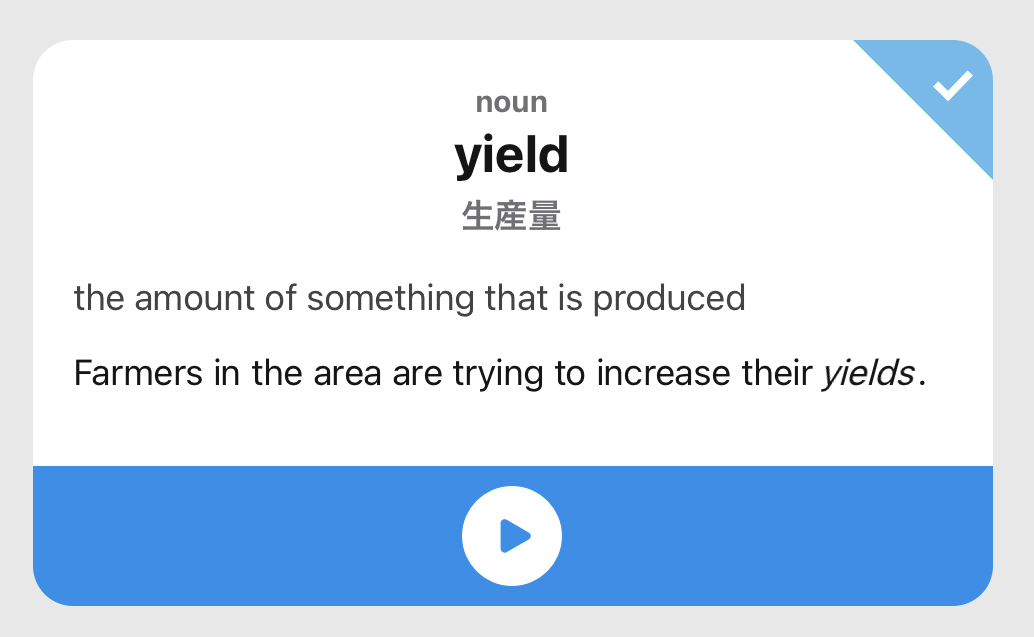 noun
yield
生産量
the amount of something that is produced
Farmers in the area are trying to increase their yields.